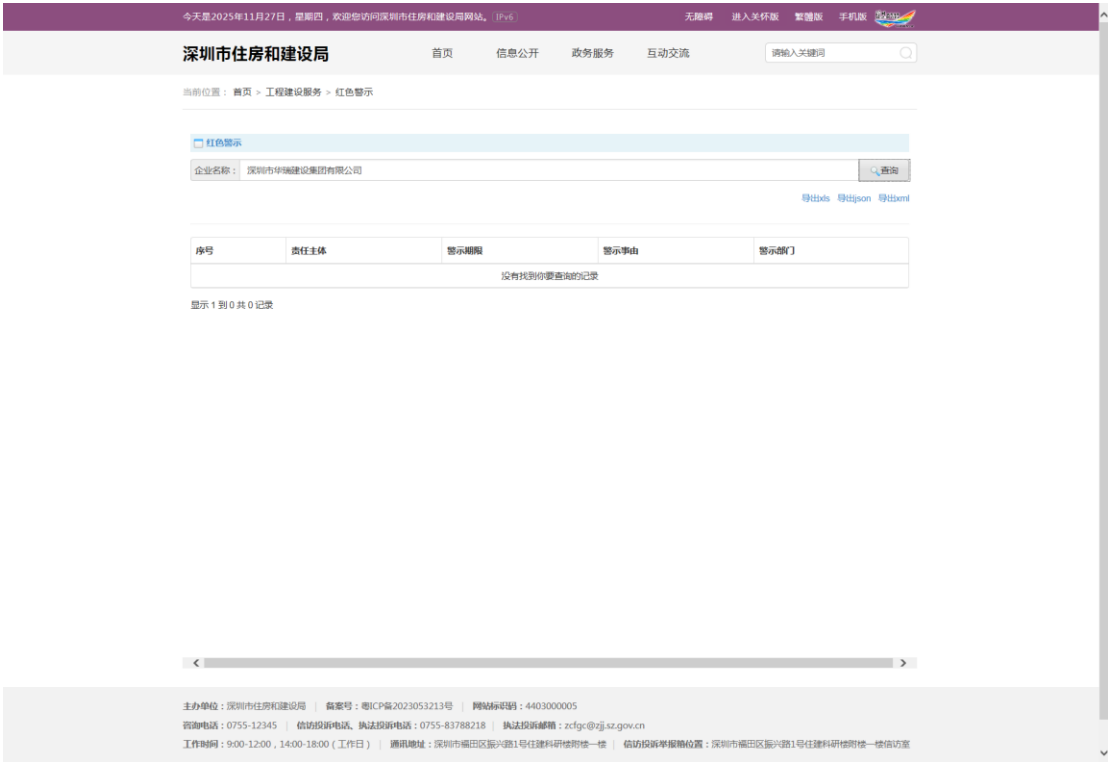 今天是2025年11月27日，星期四，欢迎您访问深圳市住房和建设局网站。 IPv6 无障碍 进入关怀版 繁體版 手机版
深圳市住房和建设局 首页 信息公开 政务服务 互动交流 请输入关键词
当前位置： 首页 > 工程建设服务 > 红色警示
红色警示
企业名称： 深圳市华瑞建设集团有限公司 查询
导出xls 导出json 导出xml
序号 责任主体 警示期限 警示事由 警示部门
没有找到你要查询的记录
显示 1 到 0 共 0 记录
主办单位：深圳市住房和建设局 | 备案号：粤ICP备2023053213号 | 网站标识码：4403000005
咨询电话：0755-12345 | 信访投诉电话、执法投诉电话：0755-83788218 | 执法投诉邮箱：zcfgc@zjj.sz.gov.cn
工作时间：9:00-12:00，14:00-18:00（工作日） | 通讯地址：深圳市福田区振兴路1号住建科研楼附楼一楼 | 信访投诉举报箱位置：深圳市福田区振兴路1号住建科研楼附楼一楼信访室